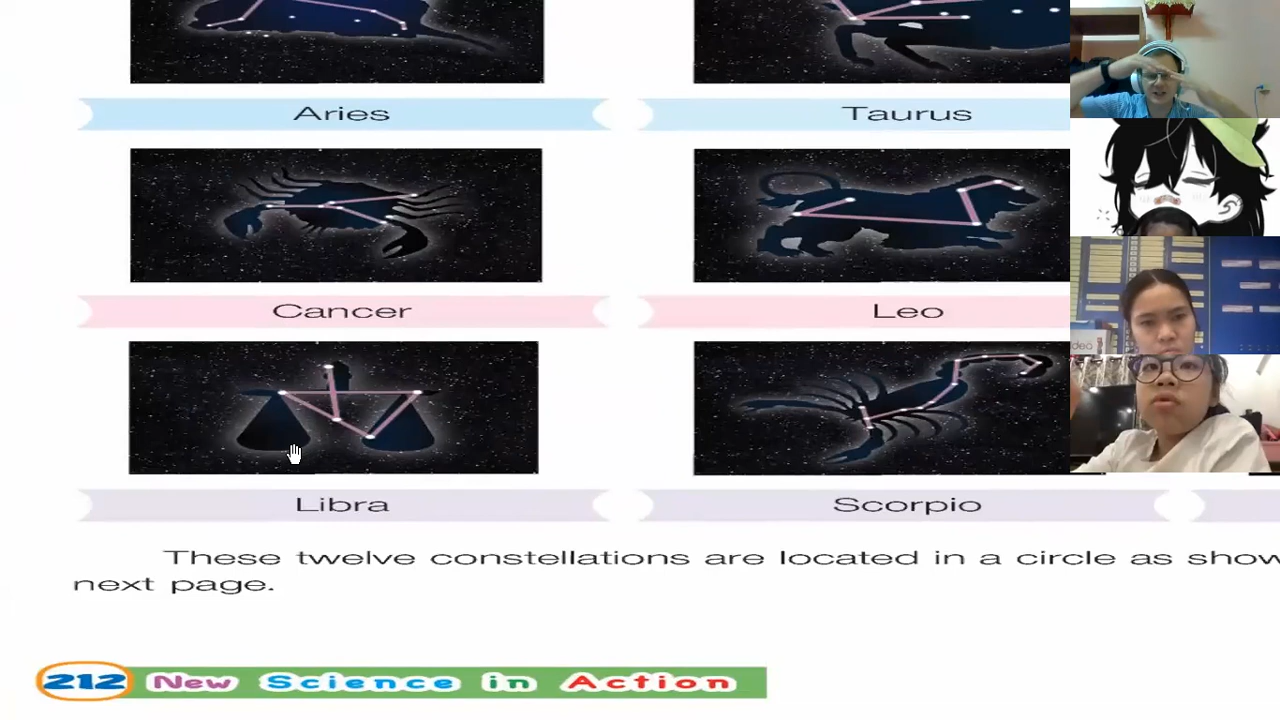 Aries
Taurus
Cancer
Leo
Libra
Scorpio
These twelve constellations are located in a circle as show
next page.
212 New Science in Action